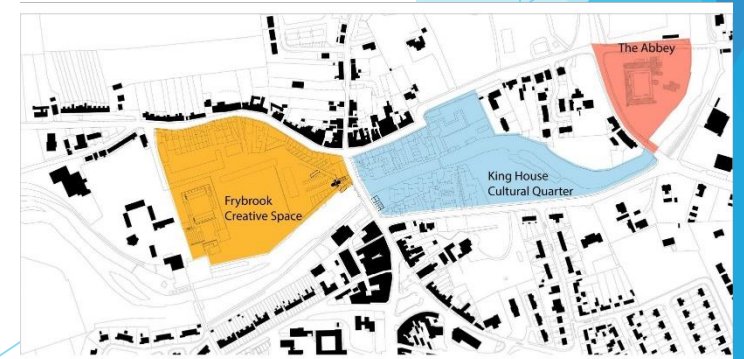 The Abbey
King House
Cultural Quarter
Frybrook
Creative Space